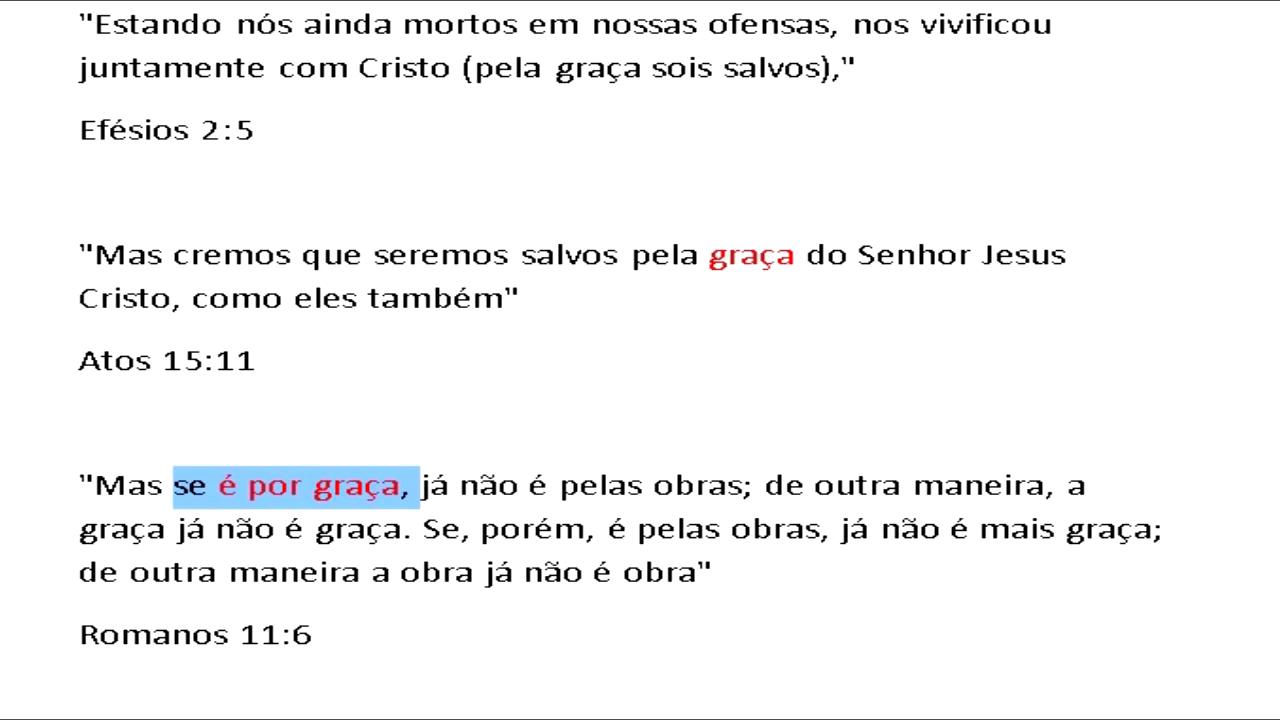 "Estando nós ainda mortos em nossas ofensas, nos vivificou
juntamente com Cristo (pela graça sois salvos),"
Efésios 2:5
"Mas cremos que seremos salvos pela graça do Senhor Jesus
Cristo, como eles também"
Atos 15:11
"Mas se é por graça, já não é pelas obras; de outra maneira, a
graça já não é graça. Se, porém, é pelas obras, já não é mais graça;
de outra maneira a obra já não é obra"
Romanos 11:6